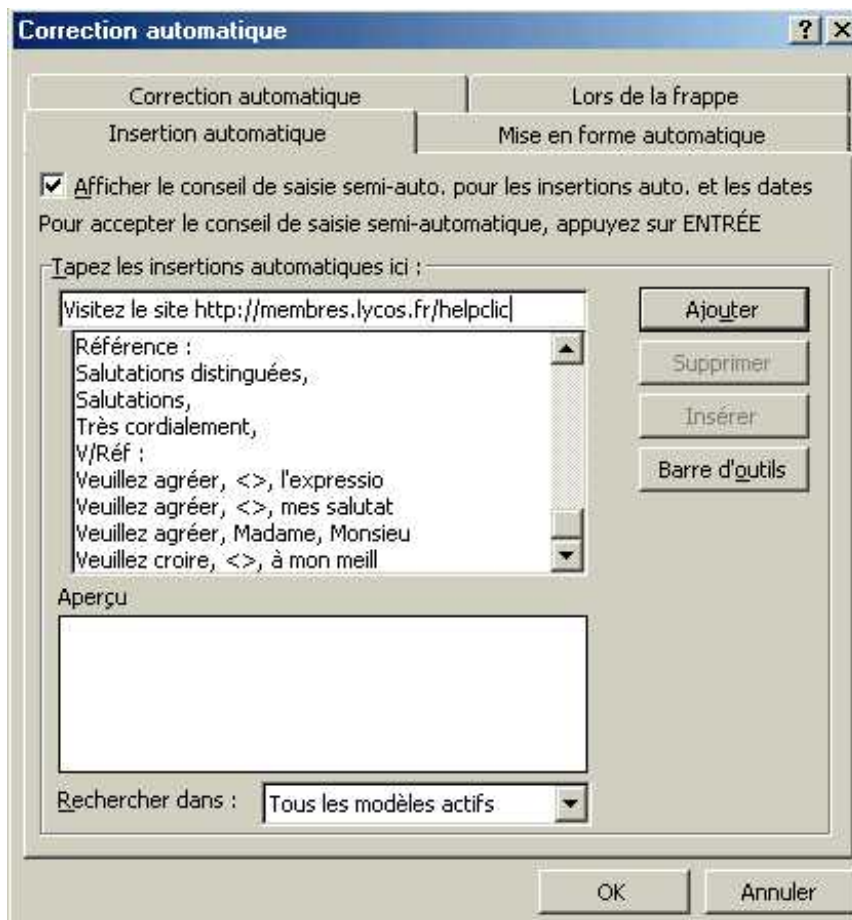 Correction automatique
Correction automatique
Lors de la frappe
Insertion automatique
Mise en forme automatique
Afficher le conseil de saisie semi-auto. pour les insertions auto. et les dates
Pour accepter le conseil de saisie semi-automatique, appuyez sur ENTRÉE
Tapez les insertions automatiques ici :
Visitez le site http://membres.lycos.fr/helpclic
Ajouter
Référence :
Salutations distinguées,
Salutations,
Très cordialement,
V/Réf :
Veuillez agréer, <>, l'expressio
Veuillez agréer, <>, mes salutat
Veuillez agréer, Madame, Monsieu
Veuillez croire, <>, à mon meill
Supprimer
Insérer
Barre d'outils
Aperçu
Rechercher dans :
Tous les modèles actifs
OK
Annuler